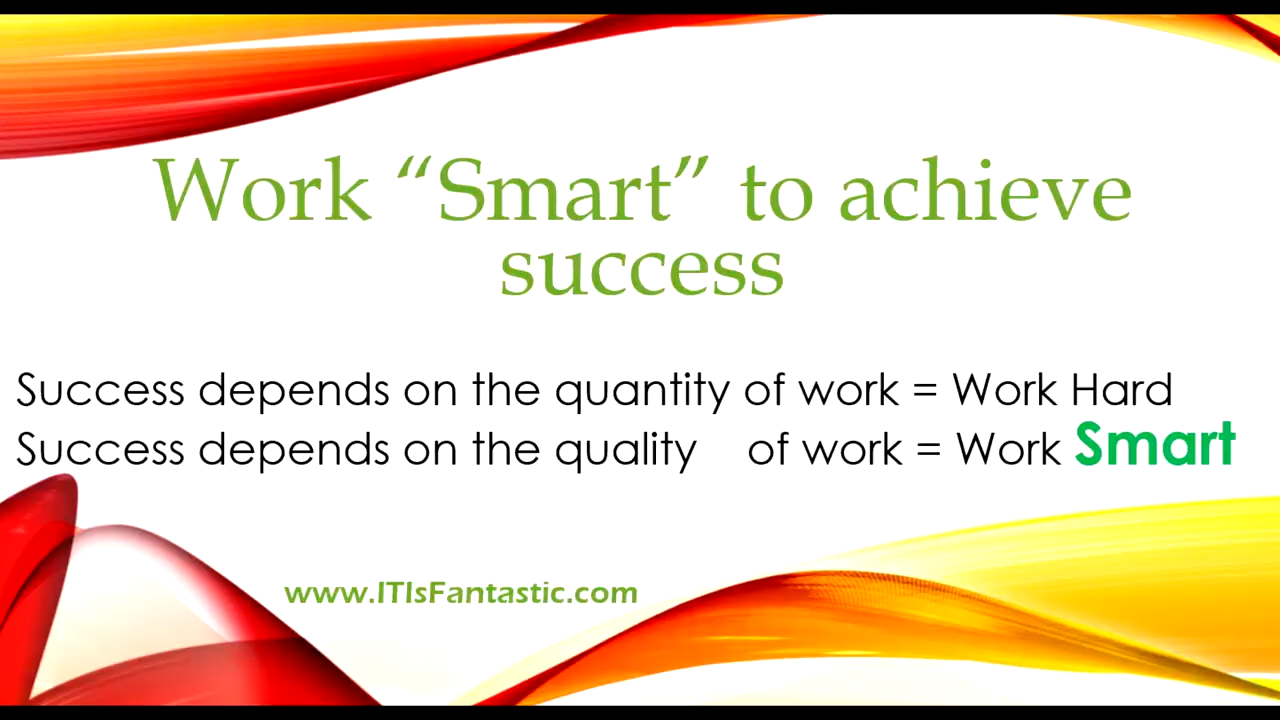 Work “Smart” to achieve
success
Success depends on the quantity of work = Work Hard
Success depends on the quality of work = Work Smart
www.ITIsFantastic.com